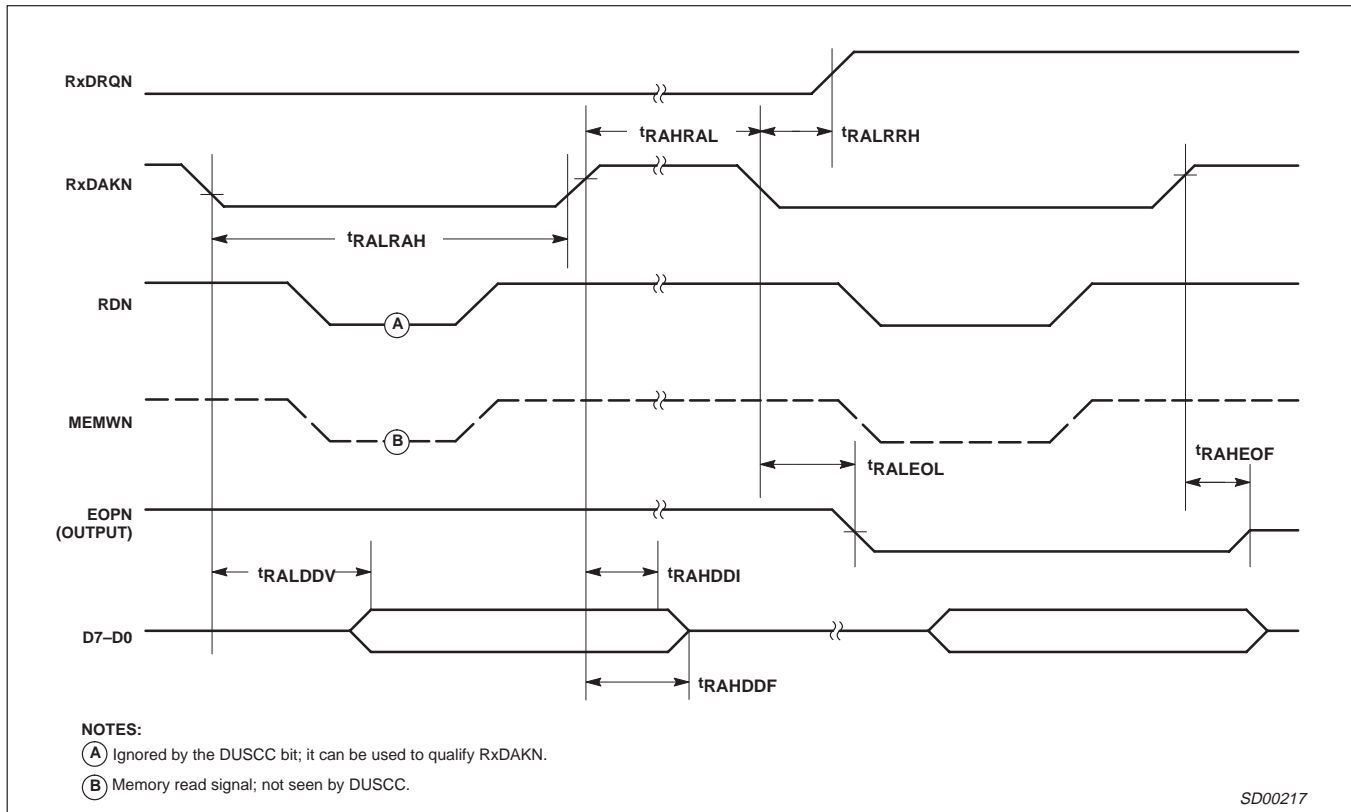 RxDRQN
tRAHRAL
tRALRRH
RxDAKN
tRALRAH
RDN
A
MEMWN
B
tRALEOL
tRAHEOF
EOPN
(OUTPUT)
tRALDDV
tRAHDDI
D7–D0
tRAHDDF
NOTES:
A Ignored by the DUSCC bit; it can be used to qualify RxDAKN.
B Memory read signal; not seen by DUSCC.
SD00217